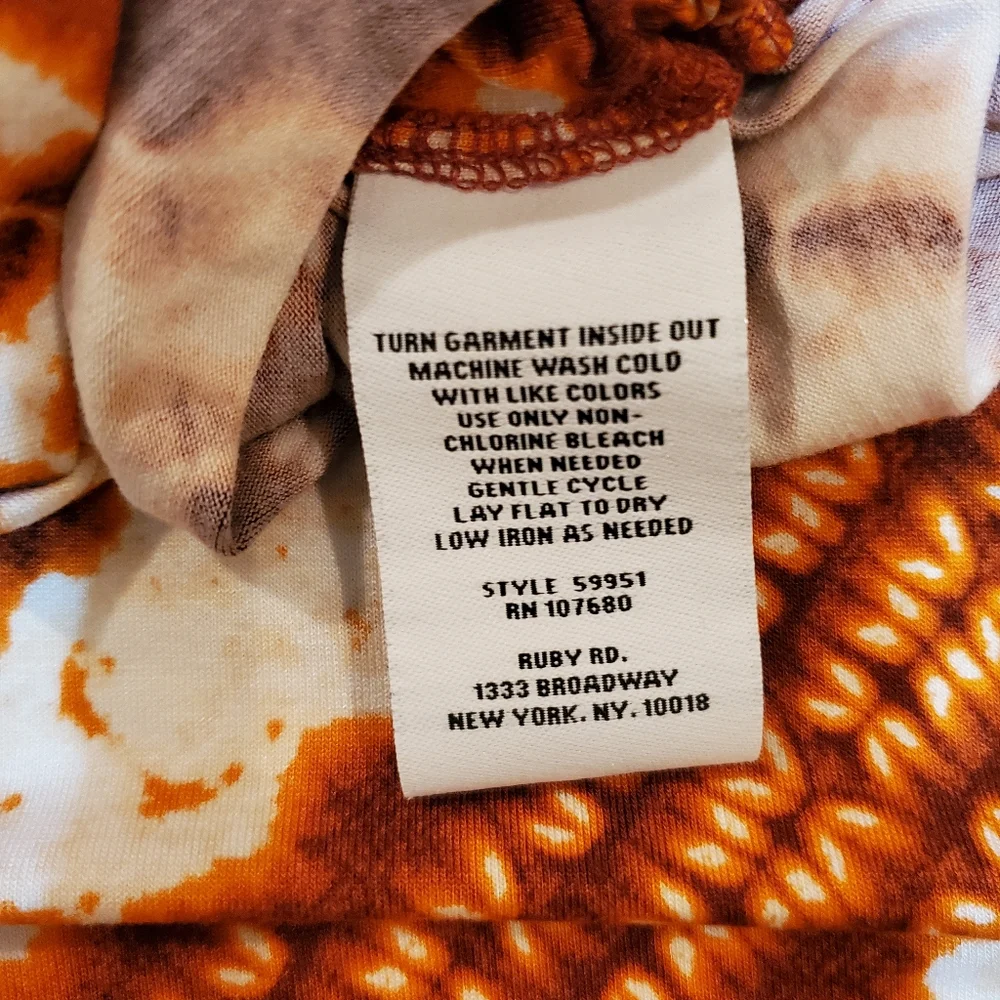 TURN GARMENT INSIDE OUT
MACHINE WASH COLD
WITH LIKE COLORS
USE ONLY NON-
CHLORINE BLEACH
WHEN NEEDED
GENTLE CYCLE
LAY FLAT TO DRY
LOW IRON AS NEEDED
STYLE 59951
RN 107680
RUBY RD.
1333 BROADWAY
NEW YORK. NY. 10018